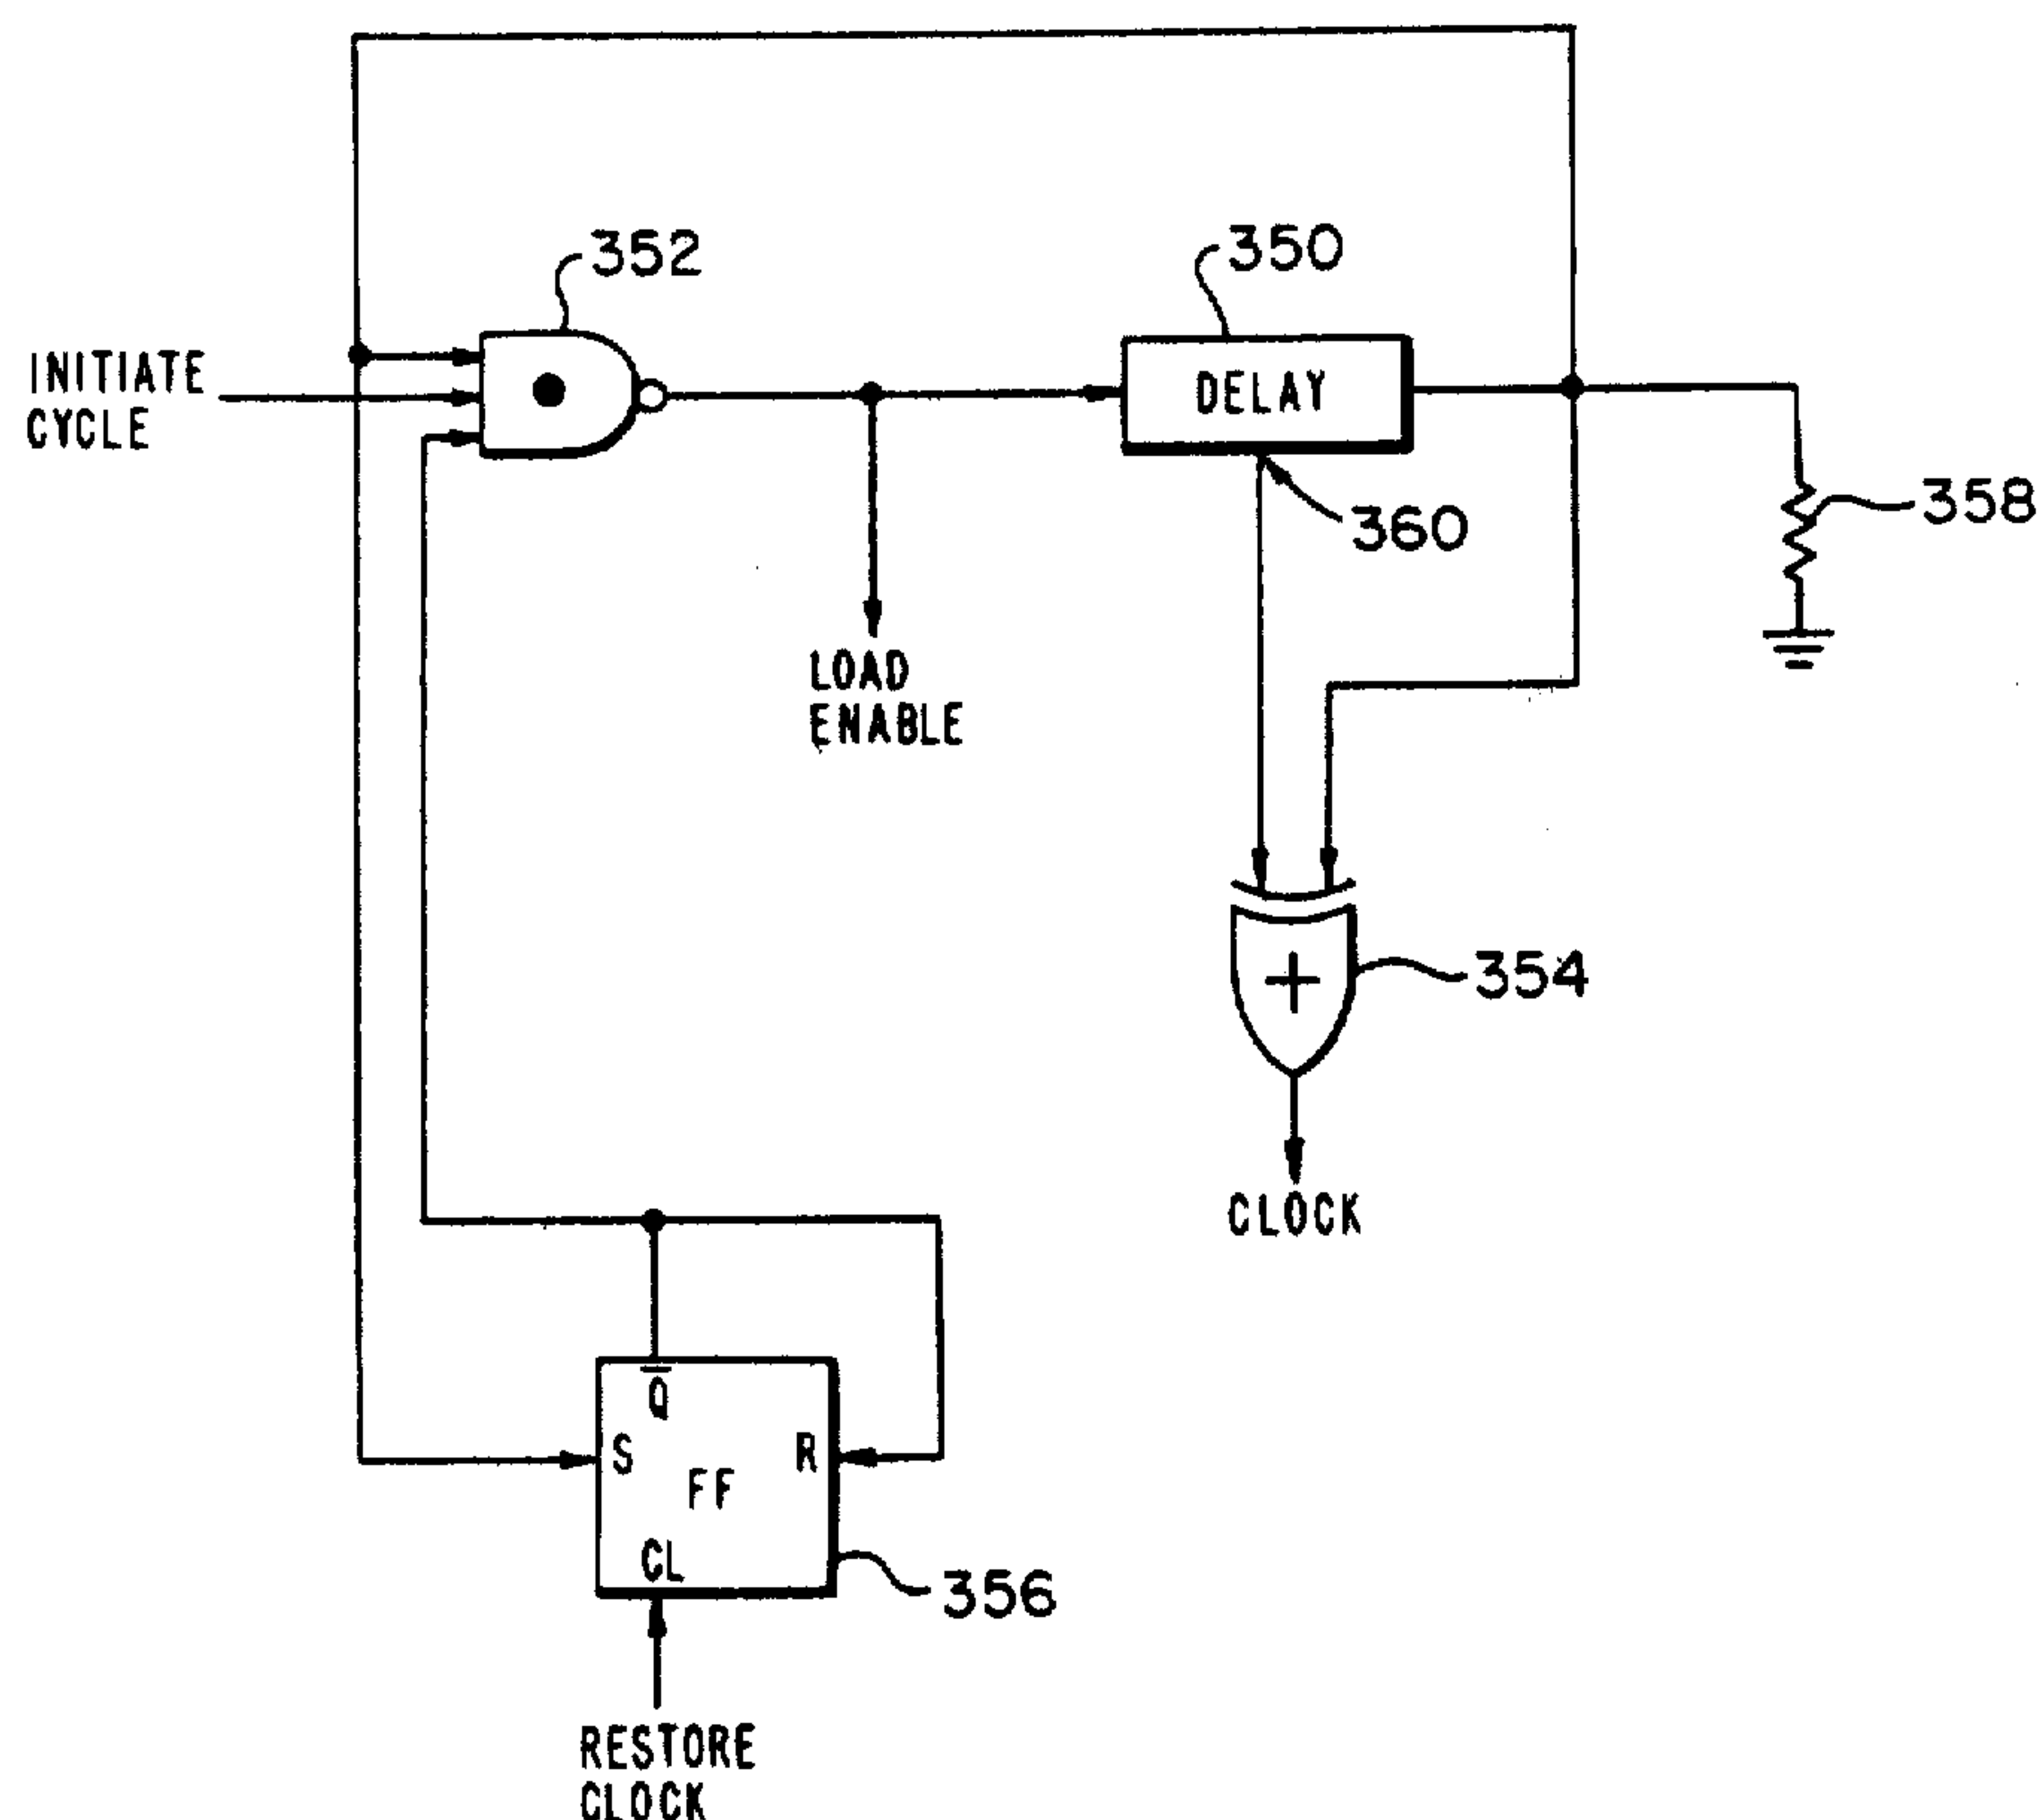 352
350
INITIATE
CYCLE
DELAY
358
360
LOAD
ENABLE
354
CLOCK
Q
S
R
FF
CL
356
RESTORE
CLOCK